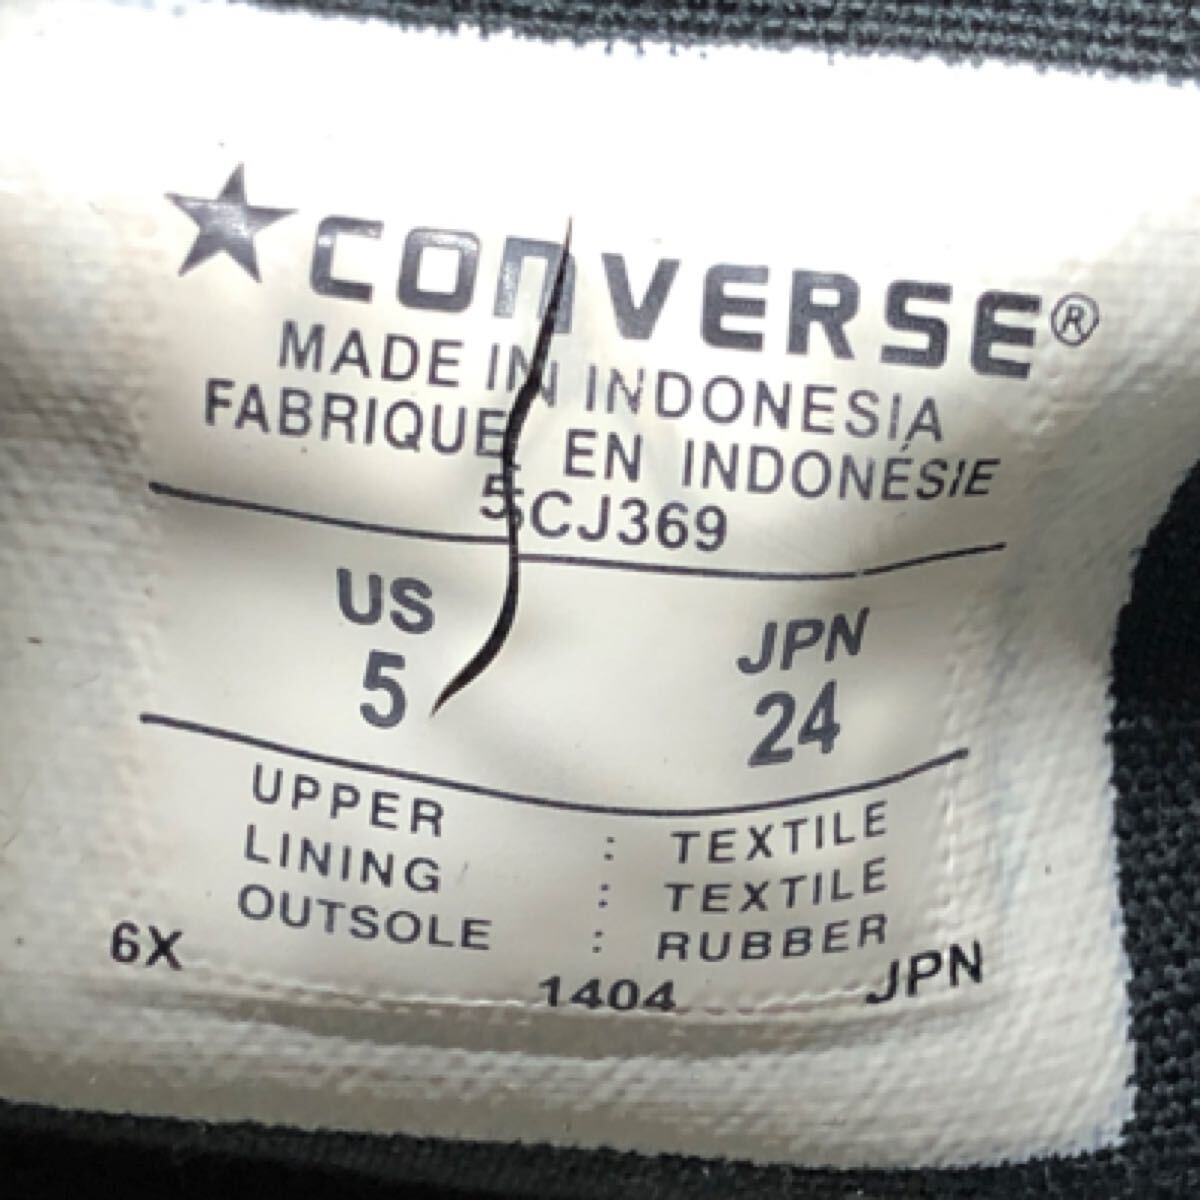 ★CONVERSE®
MADE IN INDONESIA
FABRIQUE EN INDONÉSIE
5CJ369
US JPN
5 24
UPPER : TEXTILE
LINING : TEXTILE
OUTSOLE : RUBBER
6X 1404 JPN